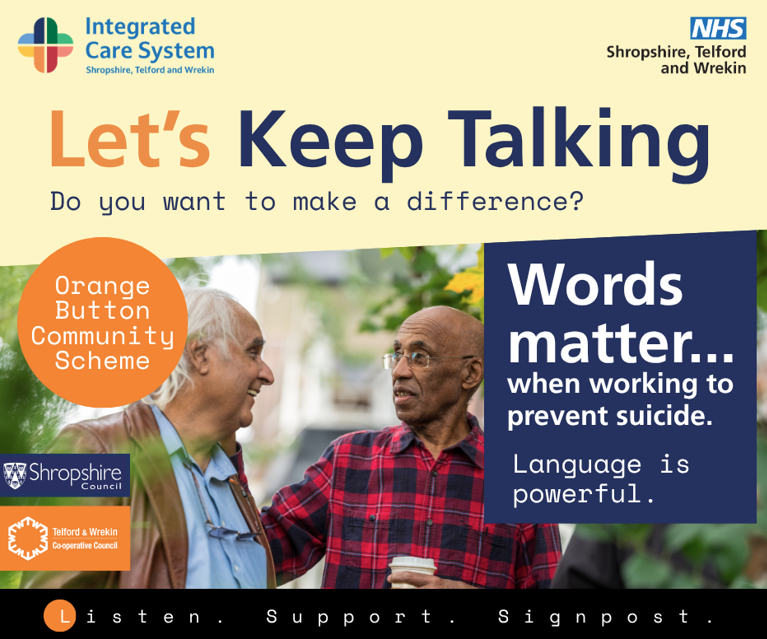 Integrated
Care System
Shropshire, Telford and Wrekin
NHS
Shropshire, Telford
and Wrekin
Let's Keep Talking
Do you want to make a difference?
Orange
Button
Community
Scheme
Words
matter...
when working to
prevent suicide.
Language is
powerful.
Shropshire
Council
Telford & Wrekin
Co-operative Council
Listen. Support. Signpost.